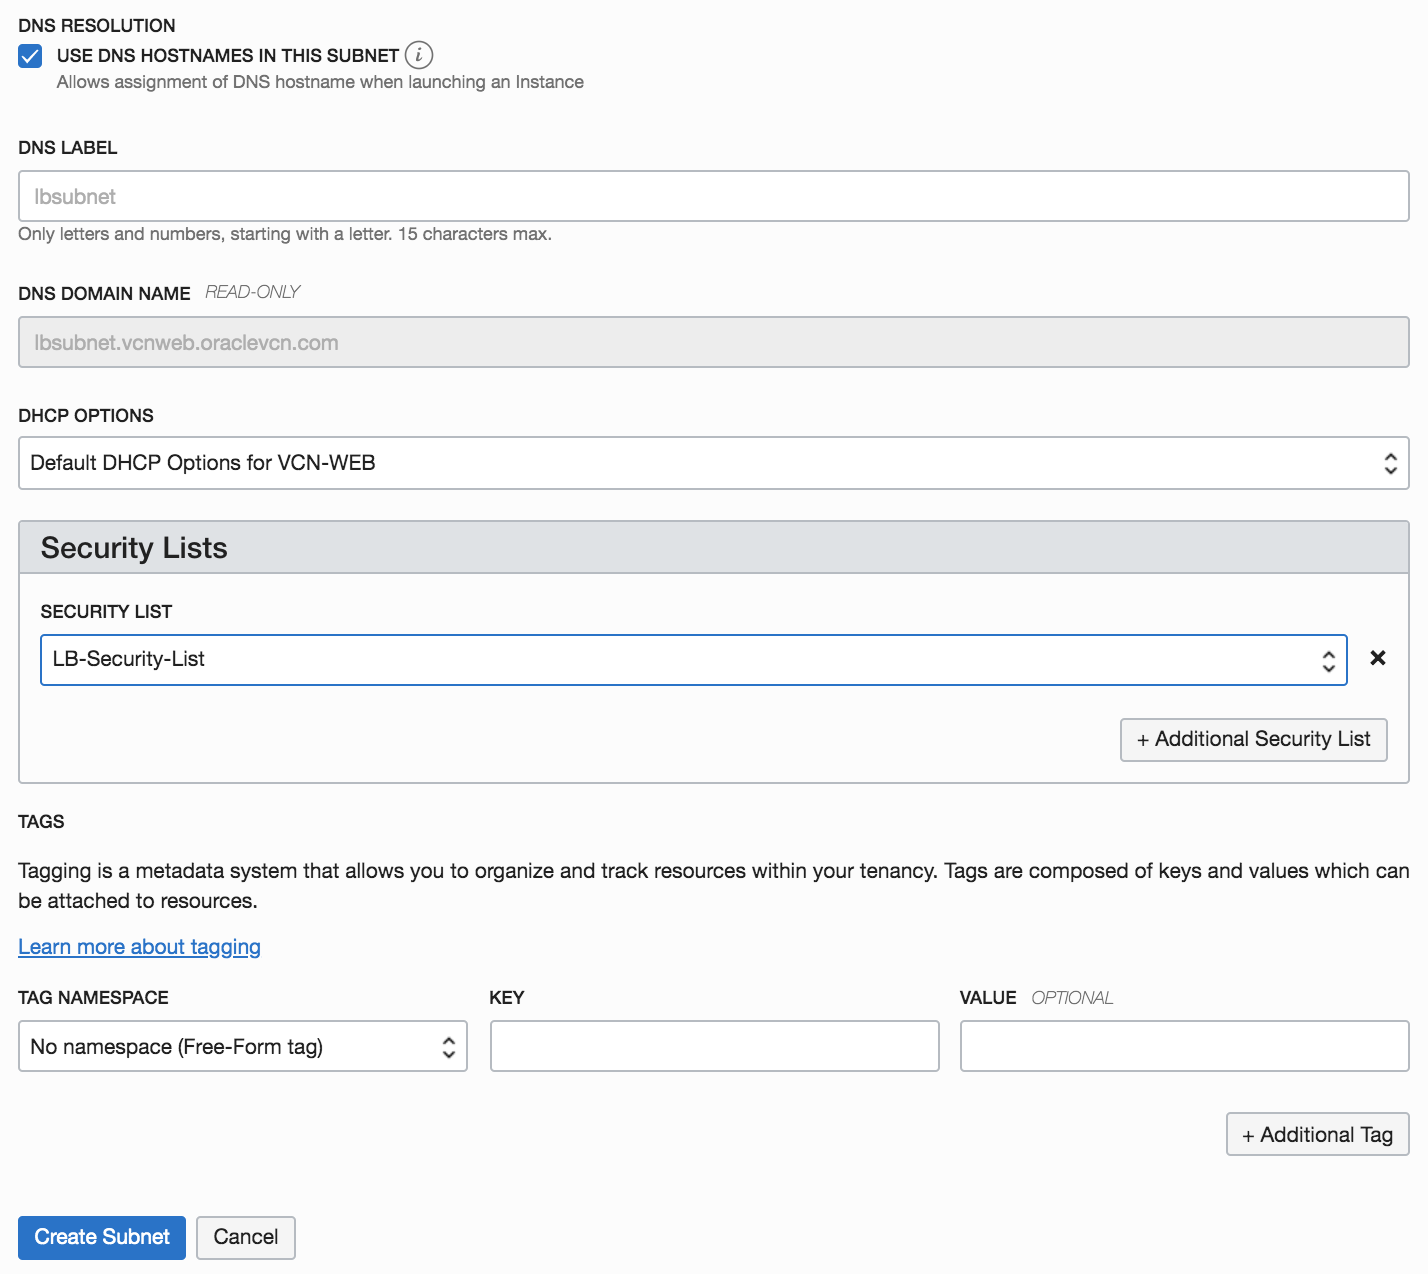 DNS RESOLUTION
USE DNS HOSTNAMES IN THIS SUBNET i
Allows assignment of DNS hostname when launching an Instance
DNS LABEL
lbsubnet
Only letters and numbers, starting with a letter. 15 characters max.
DNS DOMAIN NAME READ-ONLY
lbsubnet.vcnweb.oraclevcn.com
DHCP OPTIONS
Default DHCP Options for VCN-WEB
Security Lists
SECURITY LIST
LB-Security-List
+ Additional Security List
TAGS
Tagging is a metadata system that allows you to organize and track resources within your tenancy. Tags are composed of keys and values which can
be attached to resources.
Learn more about tagging
TAG NAMESPACE KEY VALUE OPTIONAL
No namespace (Free-Form tag)
+ Additional Tag
Create Subnet Cancel